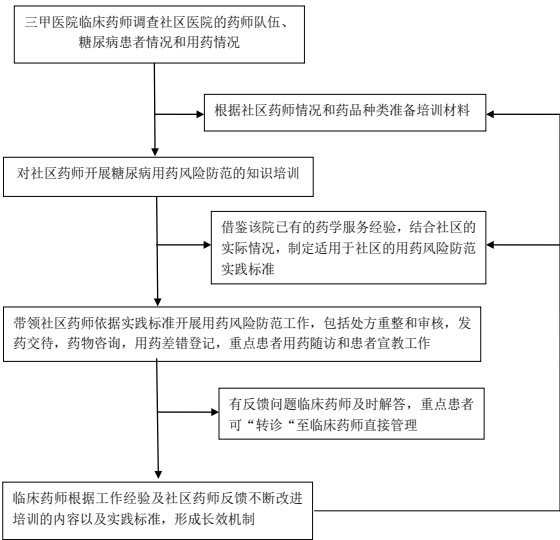 三甲医院临床药师调查社区医院的药师队伍、
糖尿病患者情况和用药情况
根据社区药师情况和药品种类准备培训材料
对社区药师开展糖尿病用药风险防范的知识培训
借鉴该院已有的药学服务经验，结合社区的
实际情况，制定适用于社区的用药风险防范
实践标准
带领社区药师依据实践标准开展用药风险防范工作，包括处方重整和审核，发
药交待，药物咨询，用药差错登记，重点患者用药随访和患者宣教工作
有反馈问题临床药师及时解答，重点患者
可“转诊“至临床药师直接管理
临床药师根据工作经验及社区药师反馈不断改进
培训的内容以及实践标准，形成长效机制